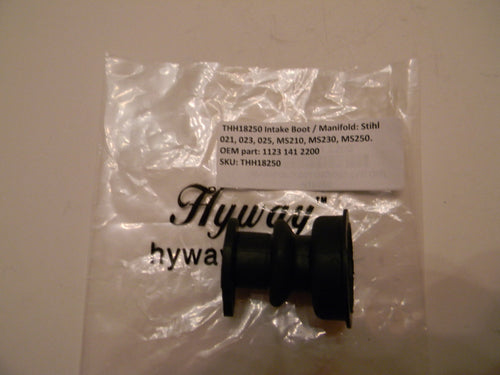 THH18250 Intake Boot / Manifold: Stihl
021, 023, 025, MS210, MS230, MS250.
OEM part: 1123 141 2200
SKU: THH18250
Hyway™
hyway